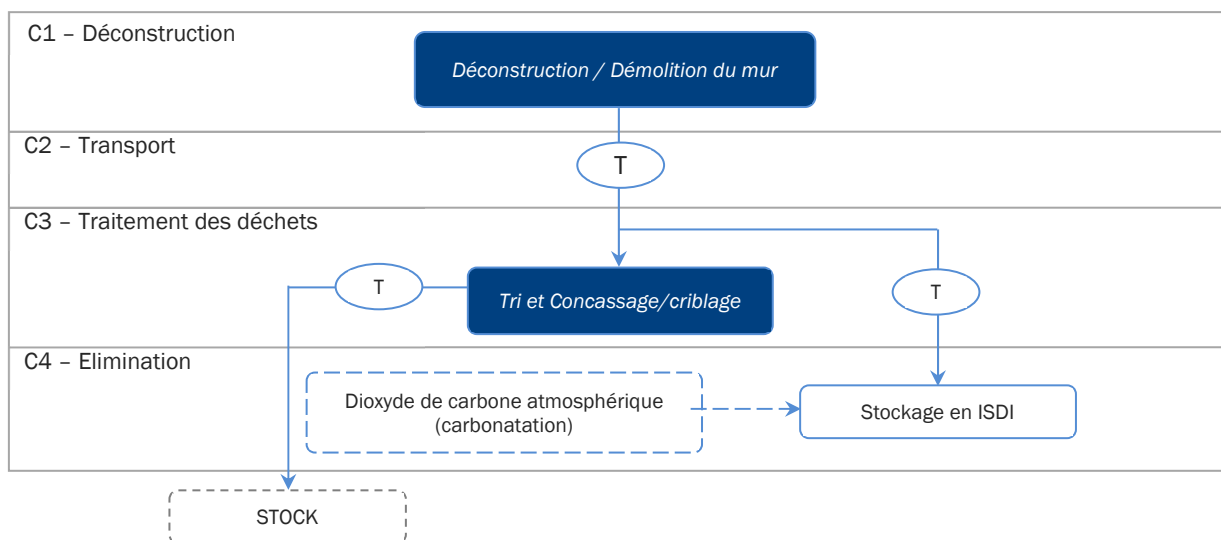 C1 – Déconstruction
Déconstruction / Démolition du mur
C2 – Transport
T
C3 – Traitement des déchets
T
Tri et Concassage/criblage
T
C4 – Elimination
Dioxyde de carbone atmosphérique
(carbonatation)
Stockage en ISDI
STOCK